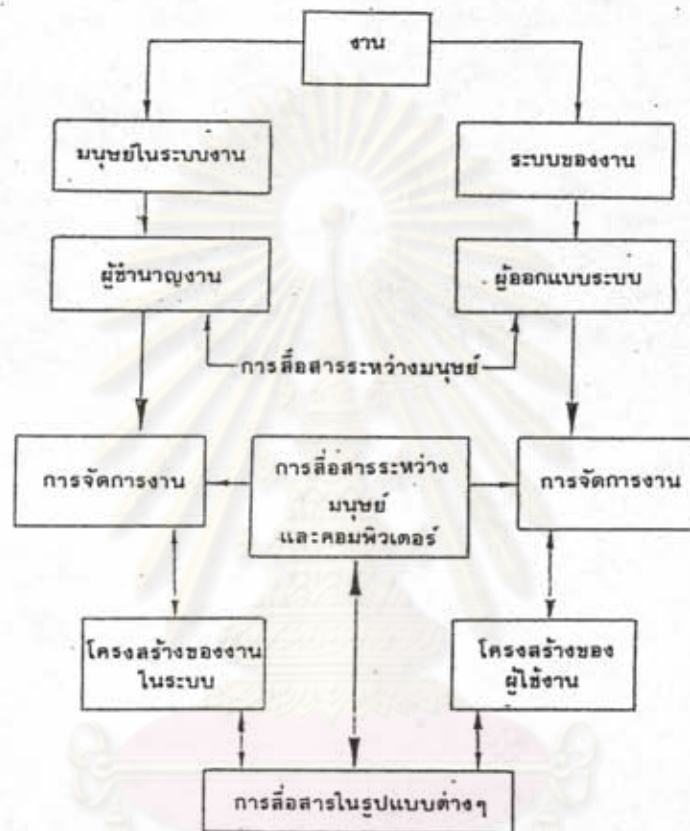 งาน
มนุษย์ในระบบงาน
ระบบของงาน
ผู้ชำนาญงาน
ผู้ออกแบบระบบ
การสื่อสารระหว่างมนุษย์
การจัดการงาน
การสื่อสารระหว่าง
มนุษย์
และคอมพิวเตอร์
การจัดการงาน
โครงสร้างของงาน
ในระบบ
โครงสร้างของ
ผู้ใช้งาน
การสื่อสารในรูปแบบต่างๆ